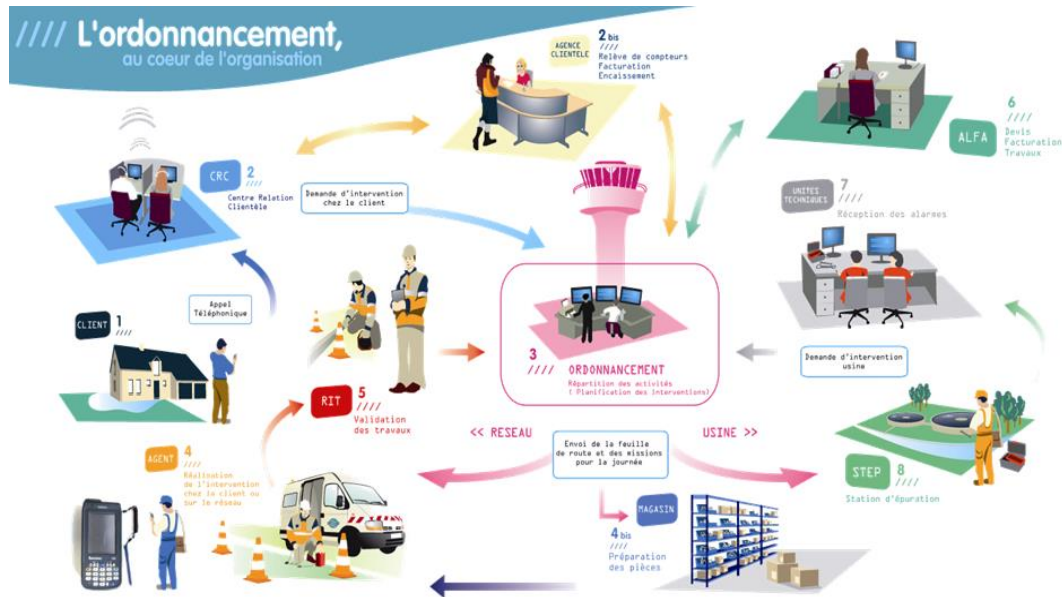 //// L'ordonnancement,
au coeur de l'organisation
AGENCE
CLIENTELE
2 bis
////
Relève de compteurs
Facturation
Encaissement
6
////
ALFA
Devis
Facturation
Travaux
CRC
2
////
Centre Relation
Clientèle
Demande d'intervention
chez le client
UNITES
TECHNIQUES
7
////
Réception des alarmes
Appel
Téléphonique
CLIENT
1
////
3
////
ORDONNANCEMENT
Répartition des activités
( Planification des interventions)
Demande d'intervention
usine
RIT
5
////
Validation
des travaux
<< RESEAU
USINE >>
Envoi de la feuille
de route et des missions
pour la journée
AGENT
4
////
Réalisation
de l'intervention
chez le client ou
sur le réseau
STEP
8
////
Station d'épuration
MAGASIN
4 bis
////
Préparation
des pièces